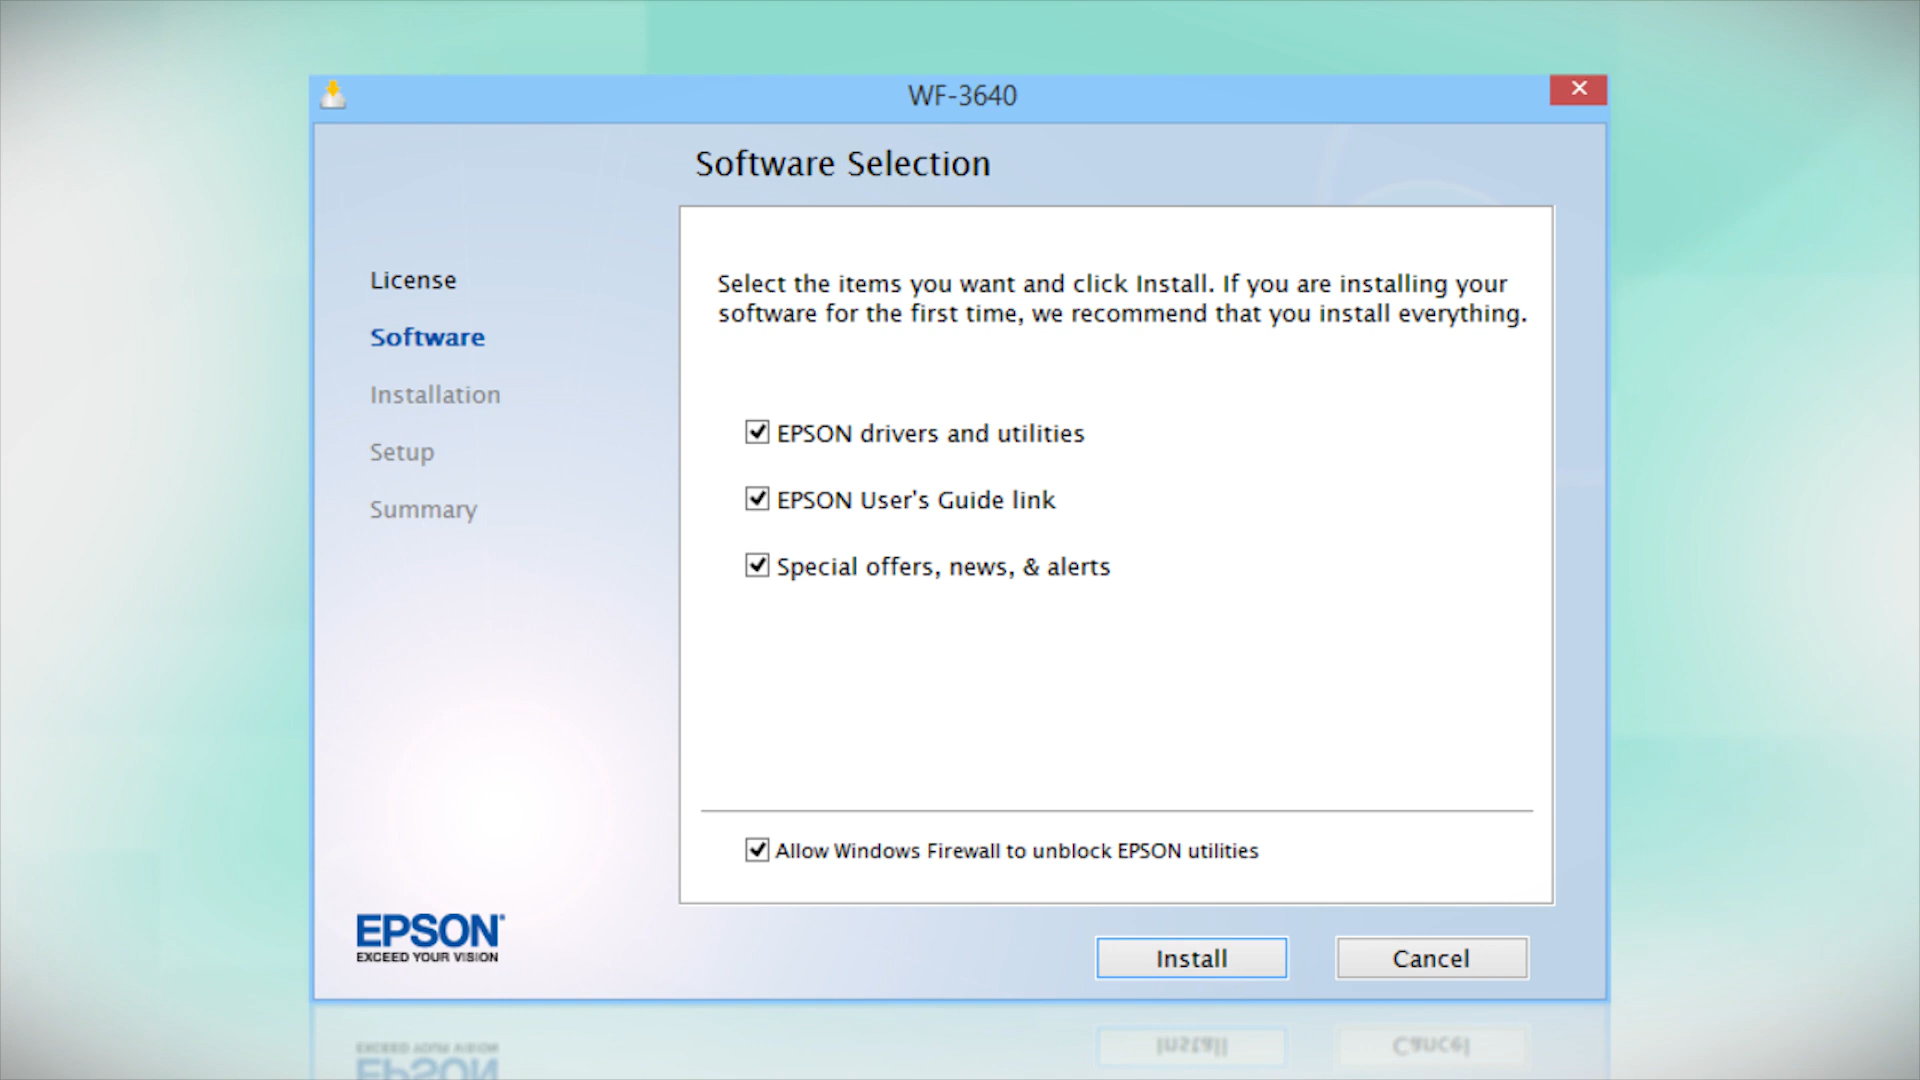 WF-3640
Software Selection
License
Software
Installation
Setup
Summary
Select the items you want and click Install. If you are installing your
software for the first time, we recommend that you install everything.
EPSON drivers and utilities
EPSON User's Guide link
Special offers, news, & alerts
Allow Windows Firewall to unblock EPSON utilities
EPSON
EXCEED YOUR VISION
Install
Cancel